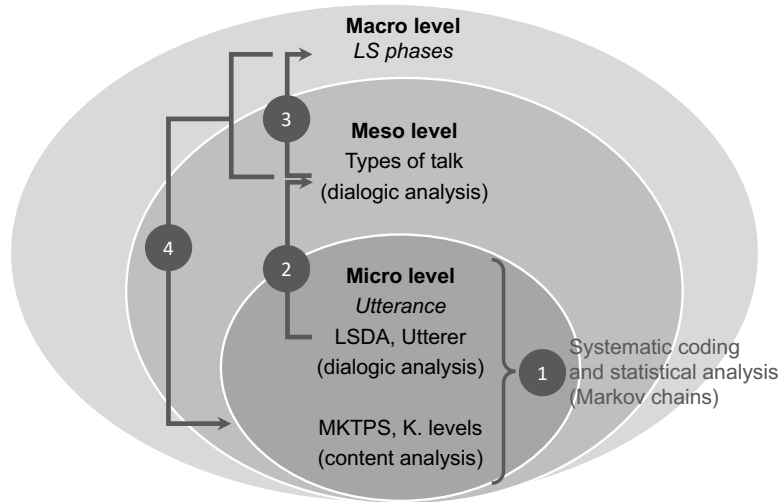 Macro level
LS phases
3
Meso level
Types of talk
(dialogic analysis)
4
2
Micro level
Utterance
LSDA, Utterer
(dialogic analysis)
MKTPS, K. levels
(content analysis)
1
Systematic coding
and statistical analysis
(Markov chains)